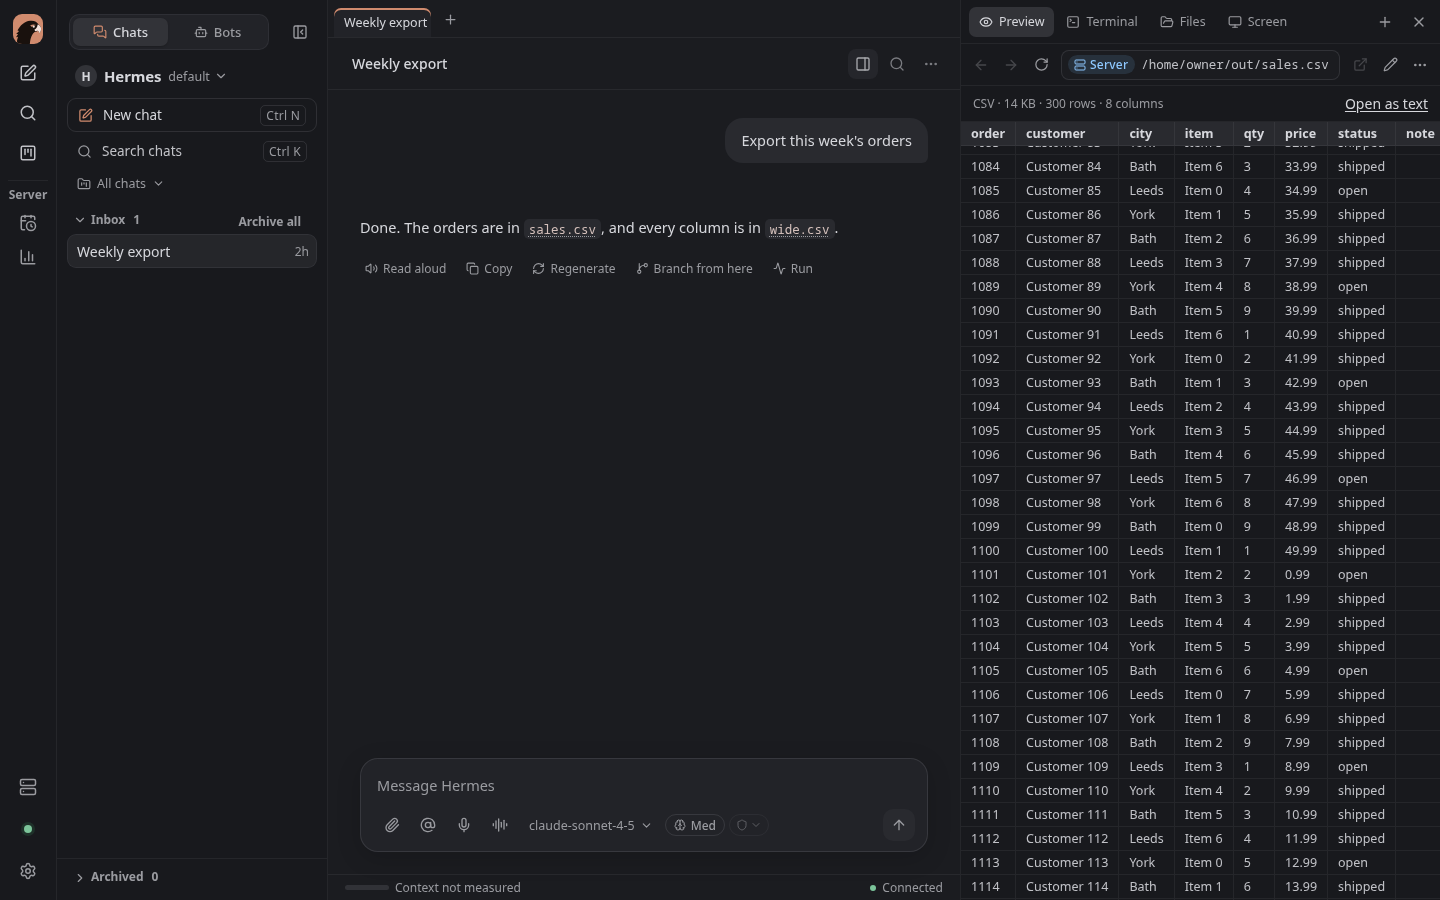 Chats
Bots
H Hermes default
New chat Ctrl N
Search chats Ctrl K
All chats
Server
Inbox 1 Archive all
Weekly export 2h
Archived 0
Weekly export
Weekly export
Export this week's orders
Done. The orders are in sales.csv, and every column is in wide.csv.
Read aloud Copy Regenerate Branch from here Run
Message Hermes
claude-sonnet-4-5 Med
Context not measured Connected
Preview Terminal Files Screen
Server /home/owner/out/sales.csv
CSV · 14 KB · 300 rows · 8 columns Open as text
order customer city item qty price status note
1084 Customer 84 Bath Item 6 3 33.99 shipped
1085 Customer 85 Leeds Item 0 4 34.99 open
1086 Customer 86 York Item 1 5 35.99 shipped
1087 Customer 87 Bath Item 2 6 36.99 shipped
1088 Customer 88 Leeds Item 3 7 37.99 shipped
1089 Customer 89 York Item 4 8 38.99 open
1090 Customer 90 Bath Item 5 9 39.99 shipped
1091 Customer 91 Leeds Item 6 1 40.99 shipped
1092 Customer 92 York Item 0 2 41.99 shipped
1093 Customer 93 Bath Item 1 3 42.99 open
1094 Customer 94 Leeds Item 2 4 43.99 shipped
1095 Customer 95 York Item 3 5 44.99 shipped
1096 Customer 96 Bath Item 4 6 45.99 shipped
1097 Customer 97 Leeds Item 5 7 46.99 open
1098 Customer 98 York Item 6 8 47.99 shipped
1099 Customer 99 Bath Item 0 9 48.99 shipped
1100 Customer 100 Leeds Item 1 1 49.99 shipped
1101 Customer 101 York Item 2 2 0.99 open
1102 Customer 102 Bath Item 3 3 1.99 shipped
1103 Customer 103 Leeds Item 4 4 2.99 shipped
1104 Customer 104 York Item 5 5 3.99 shipped
1105 Customer 105 Bath Item 6 6 4.99 open
1106 Customer 106 Leeds Item 0 7 5.99 shipped
1107 Customer 107 York Item 1 8 6.99 shipped
1108 Customer 108 Bath Item 2 9 7.99 shipped
1109 Customer 109 Leeds Item 3 1 8.99 open
1110 Customer 110 York Item 4 2 9.99 shipped
1111 Customer 111 Bath Item 5 3 10.99 shipped
1112 Customer 112 Leeds Item 6 4 11.99 shipped
1113 Customer 113 York Item 0 5 12.99 open
1114 Customer 114 Bath Item 1 6 13.99 shipped